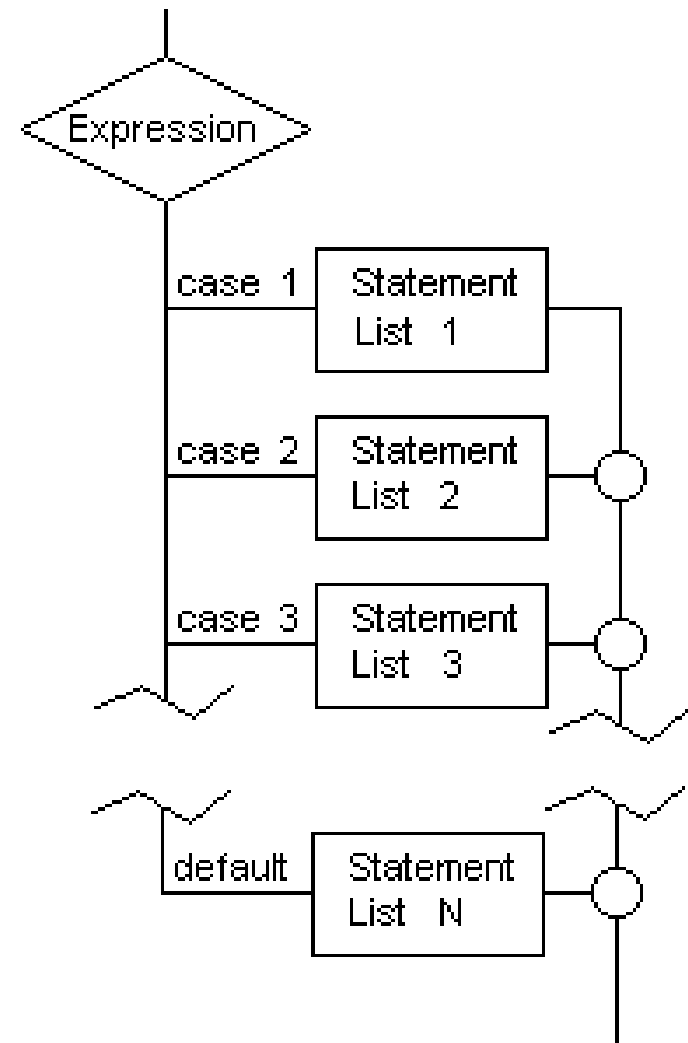 Expression
case 1
Statement
List 1
case 2
Statement
List 2
case 3
Statement
List 3
default
Statement
List N